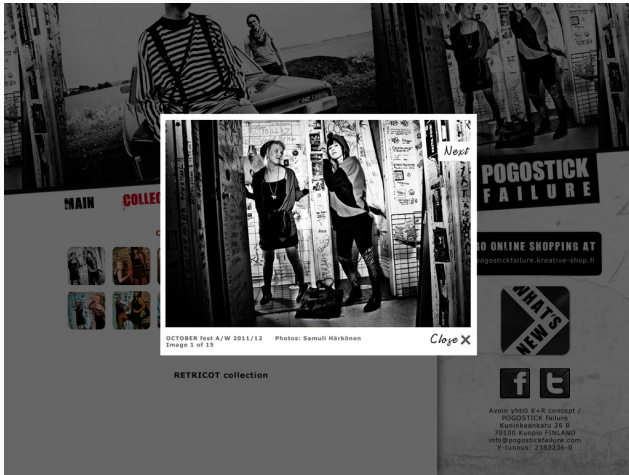 Next
POGOSTICK
FAILURE
MAIN
GO ONLINE SHOPPING AT
pogostickfailure.kreative-shop.fi
WHAT'S
NEW
OCTOBER fest A/W 2011/12 Photos: Samuli Härkönen
Image 1 of 15
Close X
RETRICOT collection
f t
Avoin yhtiö K+R concept /
POGOSTICK failure
Kuninkaankatu 26 B
70100 Kuopio FINLAND
info@pogostickfailure.com
Y-tunnus: 2383236-0